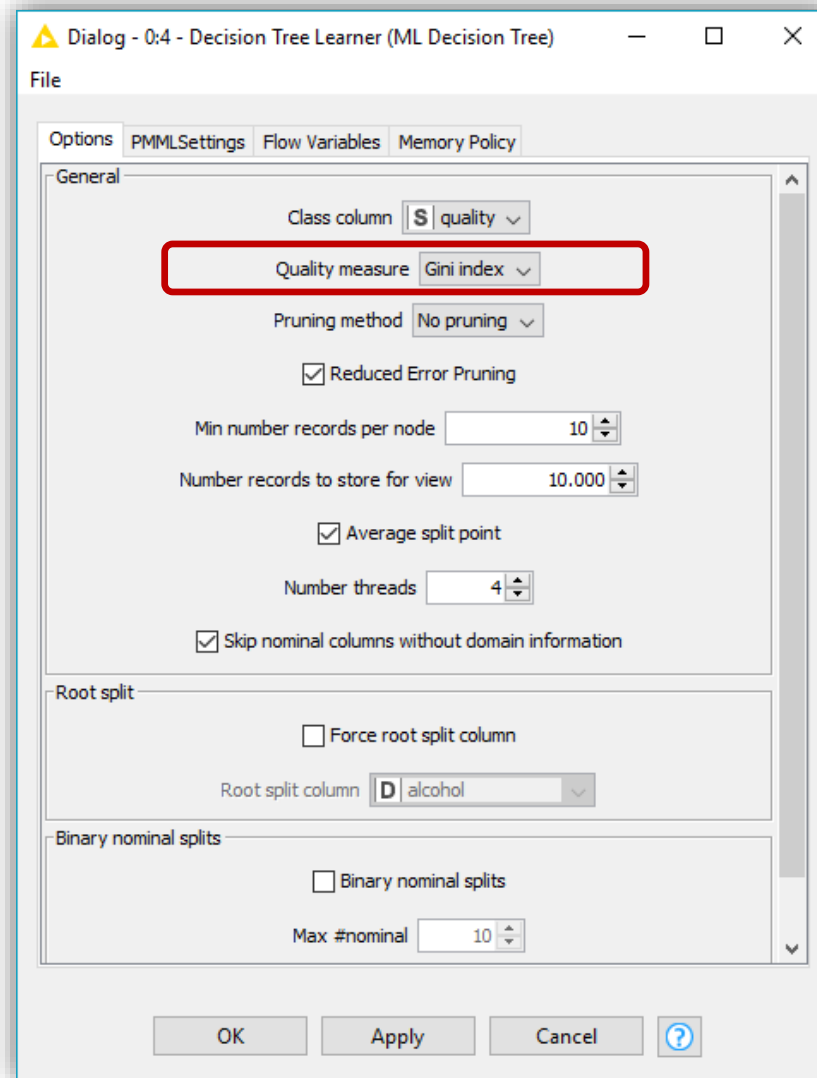 Dialog - 0:4 - Decision Tree Learner (ML Decision Tree)
File
Options PMMLSettings Flow Variables Memory Policy
General
Class column S quality
Quality measure Gini index
Pruning method No pruning
Reduced Error Pruning
Min number records per node 10
Number records to store for view 10.000
Average split point
Number threads 4
Skip nominal columns without domain information
Root split
Force root split column
Root split column D alcohol
Binary nominal splits
Binary nominal splits
Max #nominal 10
OK Apply Cancel ?